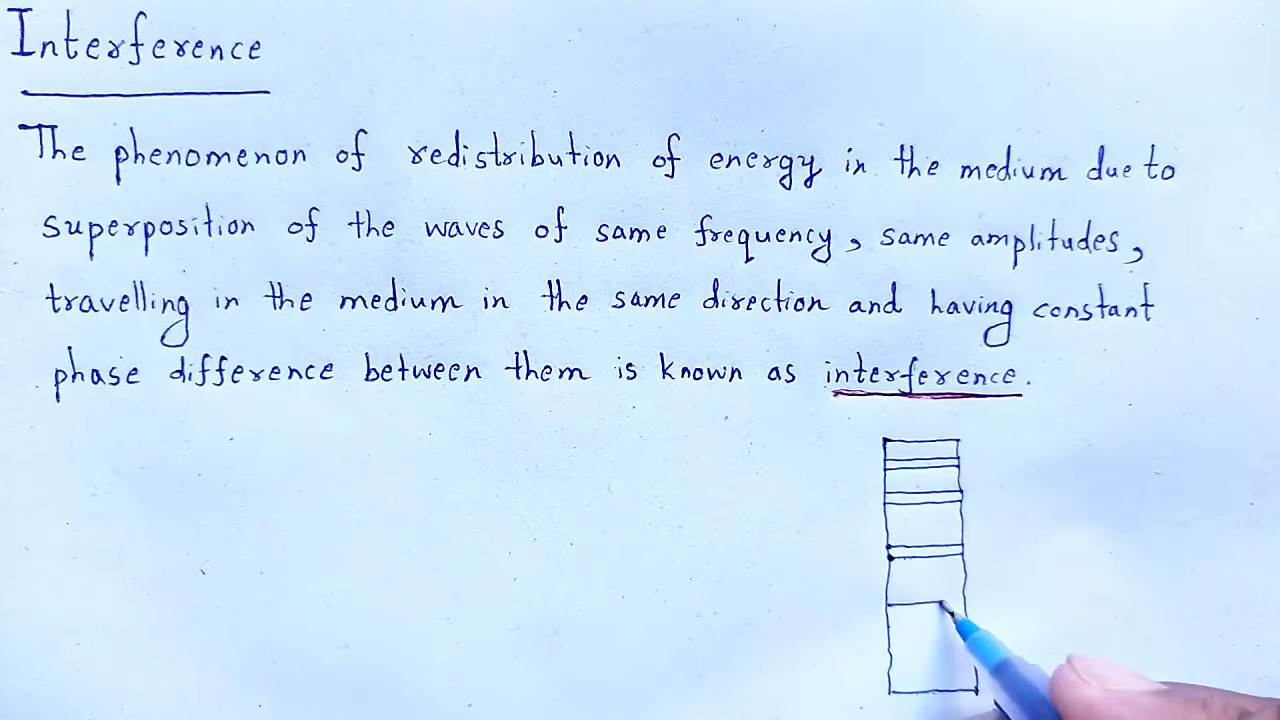 Interference
The phenomenon of redistribution of energy in the medium due to
superposition of the waves of same frequency, same amplitudes,
travelling in the medium in the same direction and having constant
phase difference between them is known as interference.